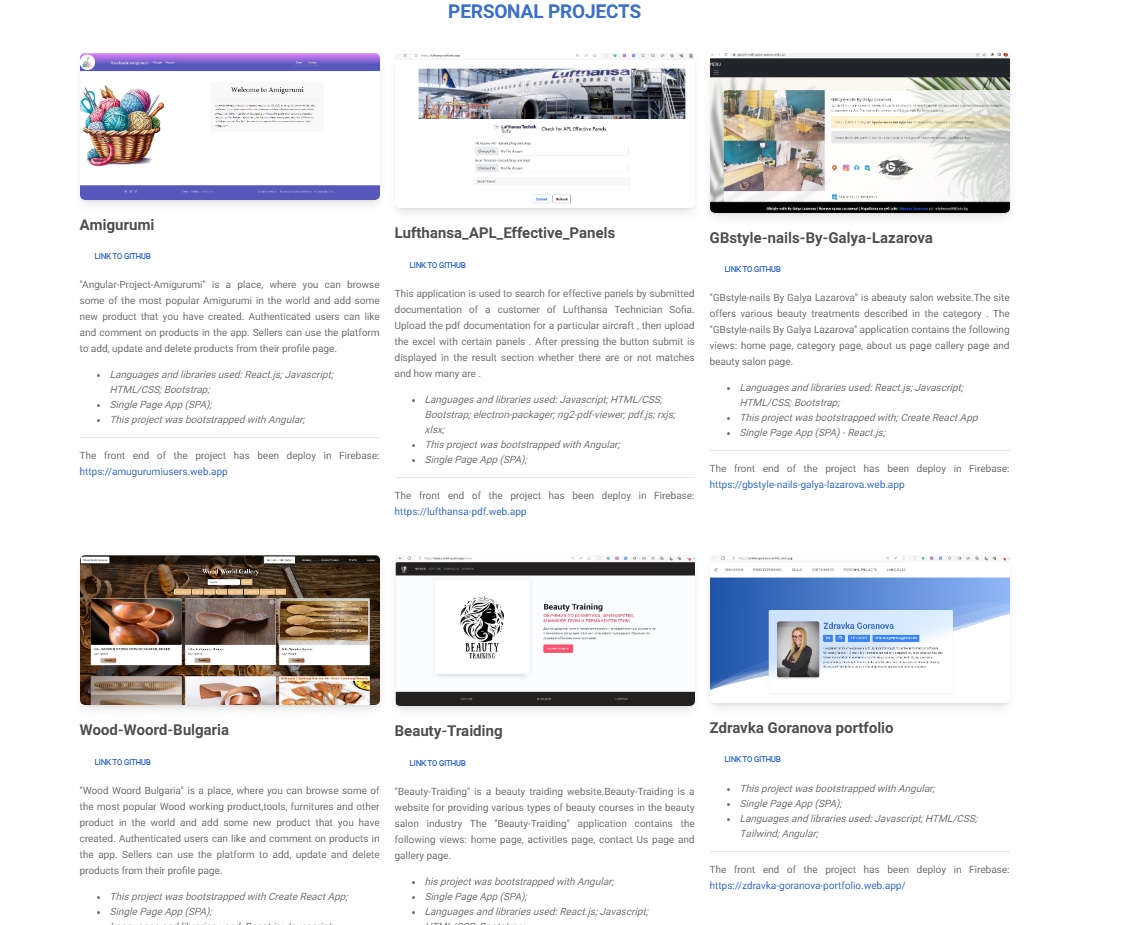 PERSONAL PROJECTS
Welcome to Amigurumi
Amigurumi
LINK TO GITHUB
"Angular-Project-Amigurumi" is a place, where you can browse
some of the most popular Amigurumi in the world and add some
new product that you have created. Authenticated users can like
and comment on products in the app. Sellers can use the platform
to add, update and delete products from their profile page.
Languages and libraries used: React.js; Javascript;
HTML/CSS; Bootstrap;
Single Page App (SPA);
This project was bootstrapped with Angular;
The front end of the project has been deploy in Firebase:
https://amugurumiusers.web.app
Lufthansa
Lufthansa Technik
Sofia
Check for APL Effective Panels
Submit
Refresh
Lufthansa_APL_Effective_Panels
LINK TO GITHUB
This application is used to search for effective panels by submitted
documentation of a customer of Lufthansa Technician Sofia.
Upload the pdf documentation for a particular aircraft , then upload
the excel with certain panels . After pressing the button submit is
displayed in the result section whether there are or not matches
and how many are .
Languages and libraries used: Javascript; HTML/CSS;
Bootstrap; electron-packager; ng2-pdf-viewer; pdf.js; rxjs;
xlsx;
This project was bootstrapped with Angular;
Single Page App (SPA);
The front end of the project has been deploy in Firebase:
https://lufthansa-pdf.web.app
MENU
GBstyle-nails By Galya Lazarova
GBstyle-nails-By-Galya-Lazarova
LINK TO GITHUB
"GBstyle-nails By Galya Lazarova" is abeauty salon website.The site
offers various beauty treatments described in the category . The
"GBstyle-nails By Galya Lazarova" application contains the following
views: home page, category page, about us page callery page and
beauty salon page.
Languages and libraries used: React.js; Javascript;
HTML/CSS; Bootstrap;
This project was bootstrapped with; Create React App
Single Page App (SPA) - React.js;
The front end of the project has been deploy in Firebase:
https://gbstyle-nails-galya-lazarova.web.app
Wood World Gallery
Wood-Woord-Bulgaria
LINK TO GITHUB
"Wood Woord Bulgaria" is a place, where you can browse some of
the most popular Wood working product,tools, furnitures and other
product in the world and add some new product that you have
created. Authenticated users can like and comment on products in
the app. Sellers can use the platform to add, update and delete
products from their profile page.
This project was bootstrapped with Create React App;
Single Page App (SPA);
Languages and libraries used: React.js; Javascript;
BEAUTY
TRAINING
Beauty Training
Beauty-Traiding
LINK TO GITHUB
"Beauty-Traiding" is a beauty traiding website.Beauty-Traiding is a
website for providing various types of beauty courses in the beauty
salon industry The "Beauty-Traiding" application contains the
following views: home page, activities page, contact Us page and
gallery page.
his project was bootstrapped with Angular;
Single Page App (SPA);
Languages and libraries used: React.js; Javascript;
HTML/CSS; Bootstrap;
Zdravka Goranova
Zdravka Goranova portfolio
LINK TO GITHUB
This project was bootstrapped with Angular;
Single Page App (SPA);
Languages and libraries used: Javascript; HTML/CSS;
Tailwind; Angular;
The front end of the project has been deploy in Firebase:
https://zdravka-goranova-portfolio.web.app/